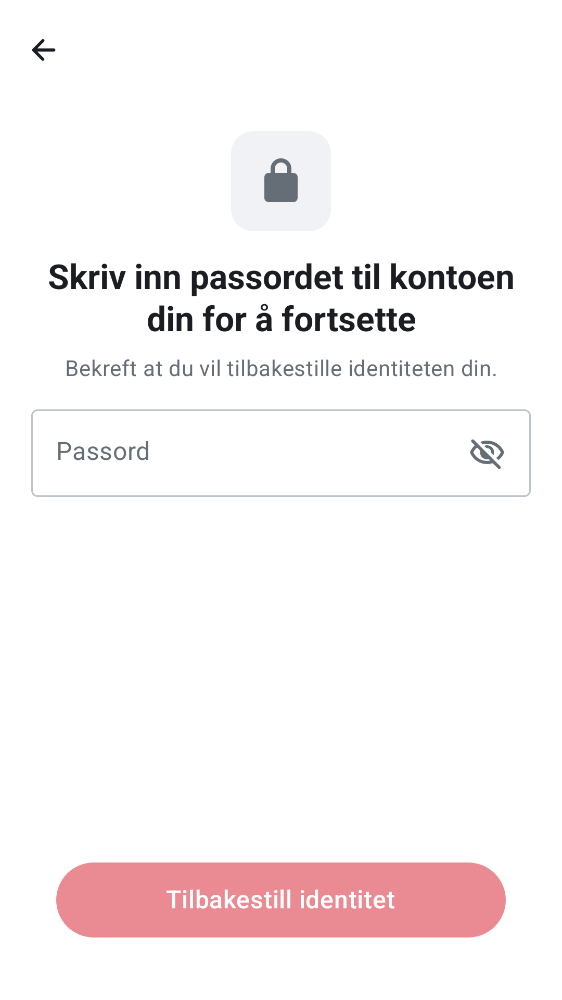 Skriv inn passordet til kontoen
din for å fortsette
Bekreft at du vil tilbakestille identiteten din.
Passord
Tilbakestill identitet